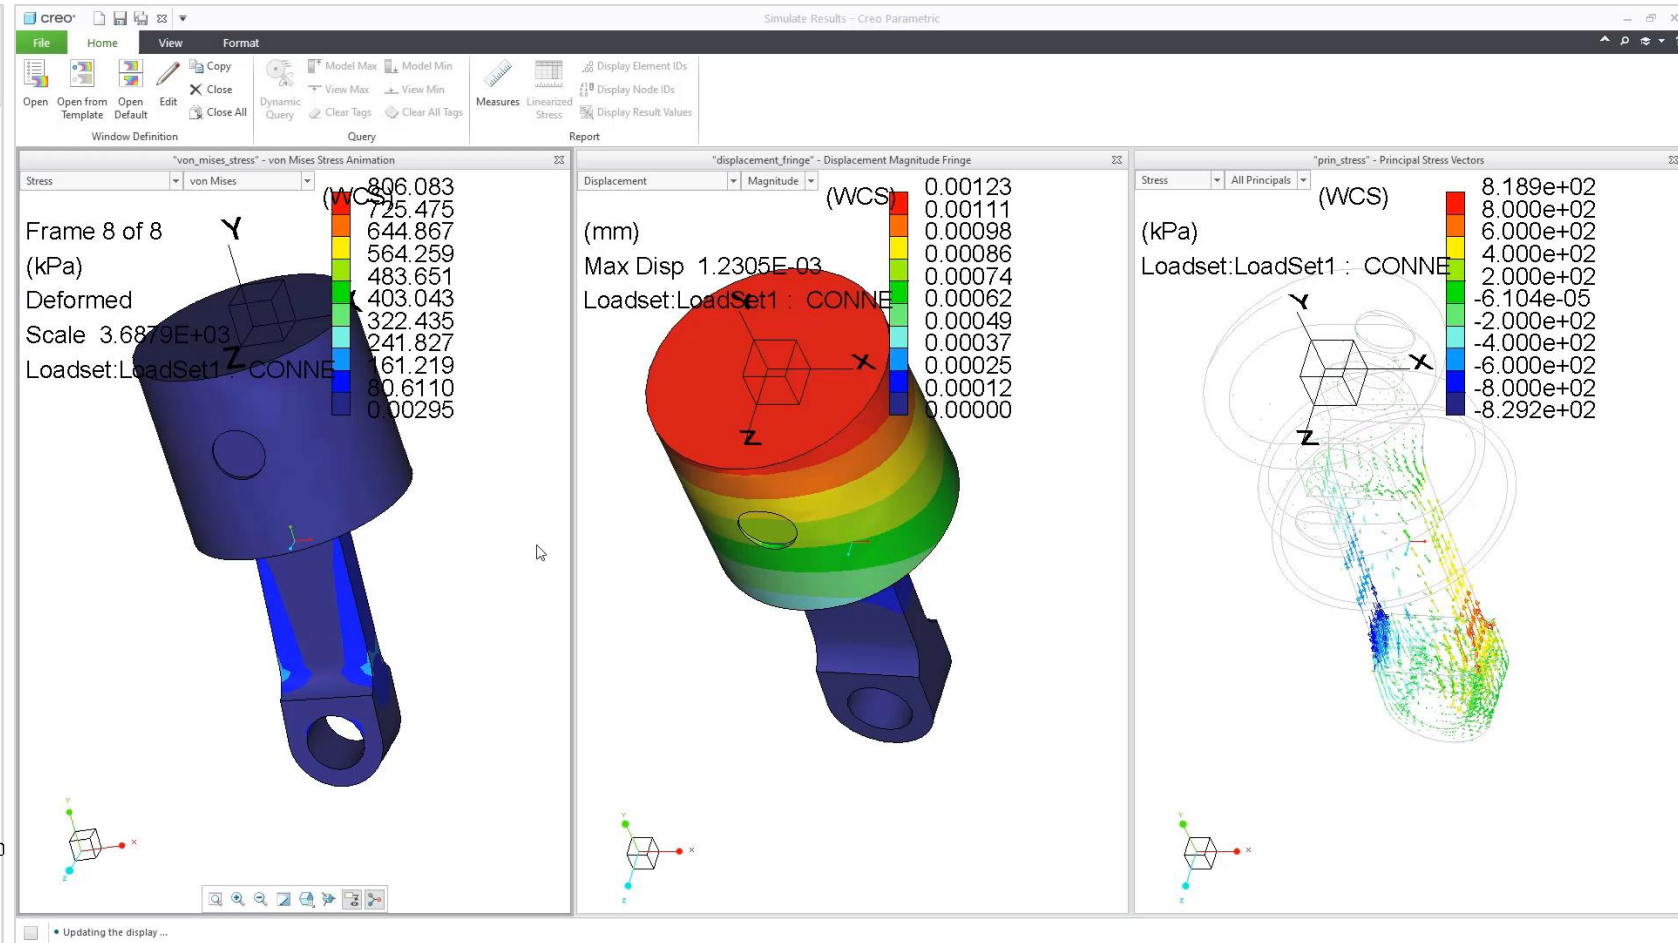 creo
Simulate Results - Creo Parametric
File
Home
View
Format
Open
Open from Template
Open Default
Edit
Copy
Close
Close All
Window Definition
Dynamic Query
Model Max
Model Min
View Max
View Min
Clear Tags
Clear All Tags
Query
Measures
Linearized Stress
Display Element IDs
Display Node IDs
Display Result Values
Report
"von_mises_stress" - von Mises Stress Animation
Stress
von Mises
(WCS)
Frame 8 of 8
(kPa)
Deformed
Scale 3.6879E+03
Loadset:LoadSet1 : CONNE
806.083
725.475
644.867
564.259
483.651
403.043
322.435
241.827
161.219
80.6110
0.00295
Y
X
Z
Y
X
Z
"displacement_fringe" - Displacement Magnitude Fringe
Displacement
Magnitude
(WCS)
(mm)
Max Disp 1.2305E-03
Loadset:LoadSet1 : CONNE
0.00123
0.00111
0.00098
0.00086
0.00074
0.00062
0.00049
0.00037
0.00025
0.00012
0.00000
Y
X
Z
Y
X
Z
"prin_stress" - Principal Stress Vectors
Stress
All Principals
(WCS)
(kPa)
Loadset:LoadSet1 : CONNE
8.189e+02
8.000e+02
6.000e+02
4.000e+02
2.000e+02
-6.104e-05
-2.000e+02
-4.000e+02
-6.000e+02
-8.000e+02
-8.292e+02
Y
X
Z
Y
X
Z
• Updating the display ...